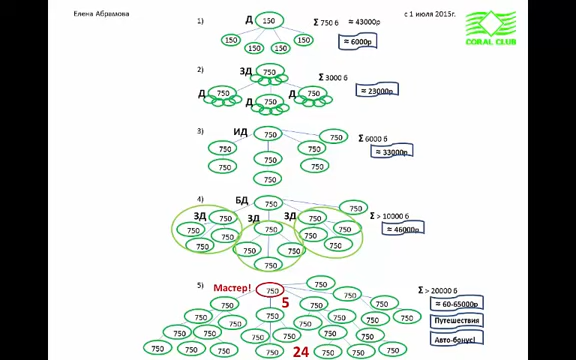 Елена Абрамова
с 1 июля 2015г.
CORAL CLUB
1) Д 150 Σ 750 б ≈ 43000р
150 150 150 150
≈ 6000р
2) ЗД 750 Σ 3000 б
Д 750 Д 750 Д 750
≈ 23000р
3) ИД 750 750 Σ 6000 б
750 750 750
≈ 33000р
750 750 750
750
4) БД 750 750 Σ > 10000 б
ЗД 750 ЗД 750 ЗД 750
≈ 46000р
750 750 750 750
750 750 750 750
750
5) Мастер! 750 750 Σ > 20000 б
750 5 750 750
≈ 60-65000р
750 750 750 750 750 750
Путешествия
750 750 750 750 750 750
Авто-бонус!
750 750 750 750 24 750 750 750